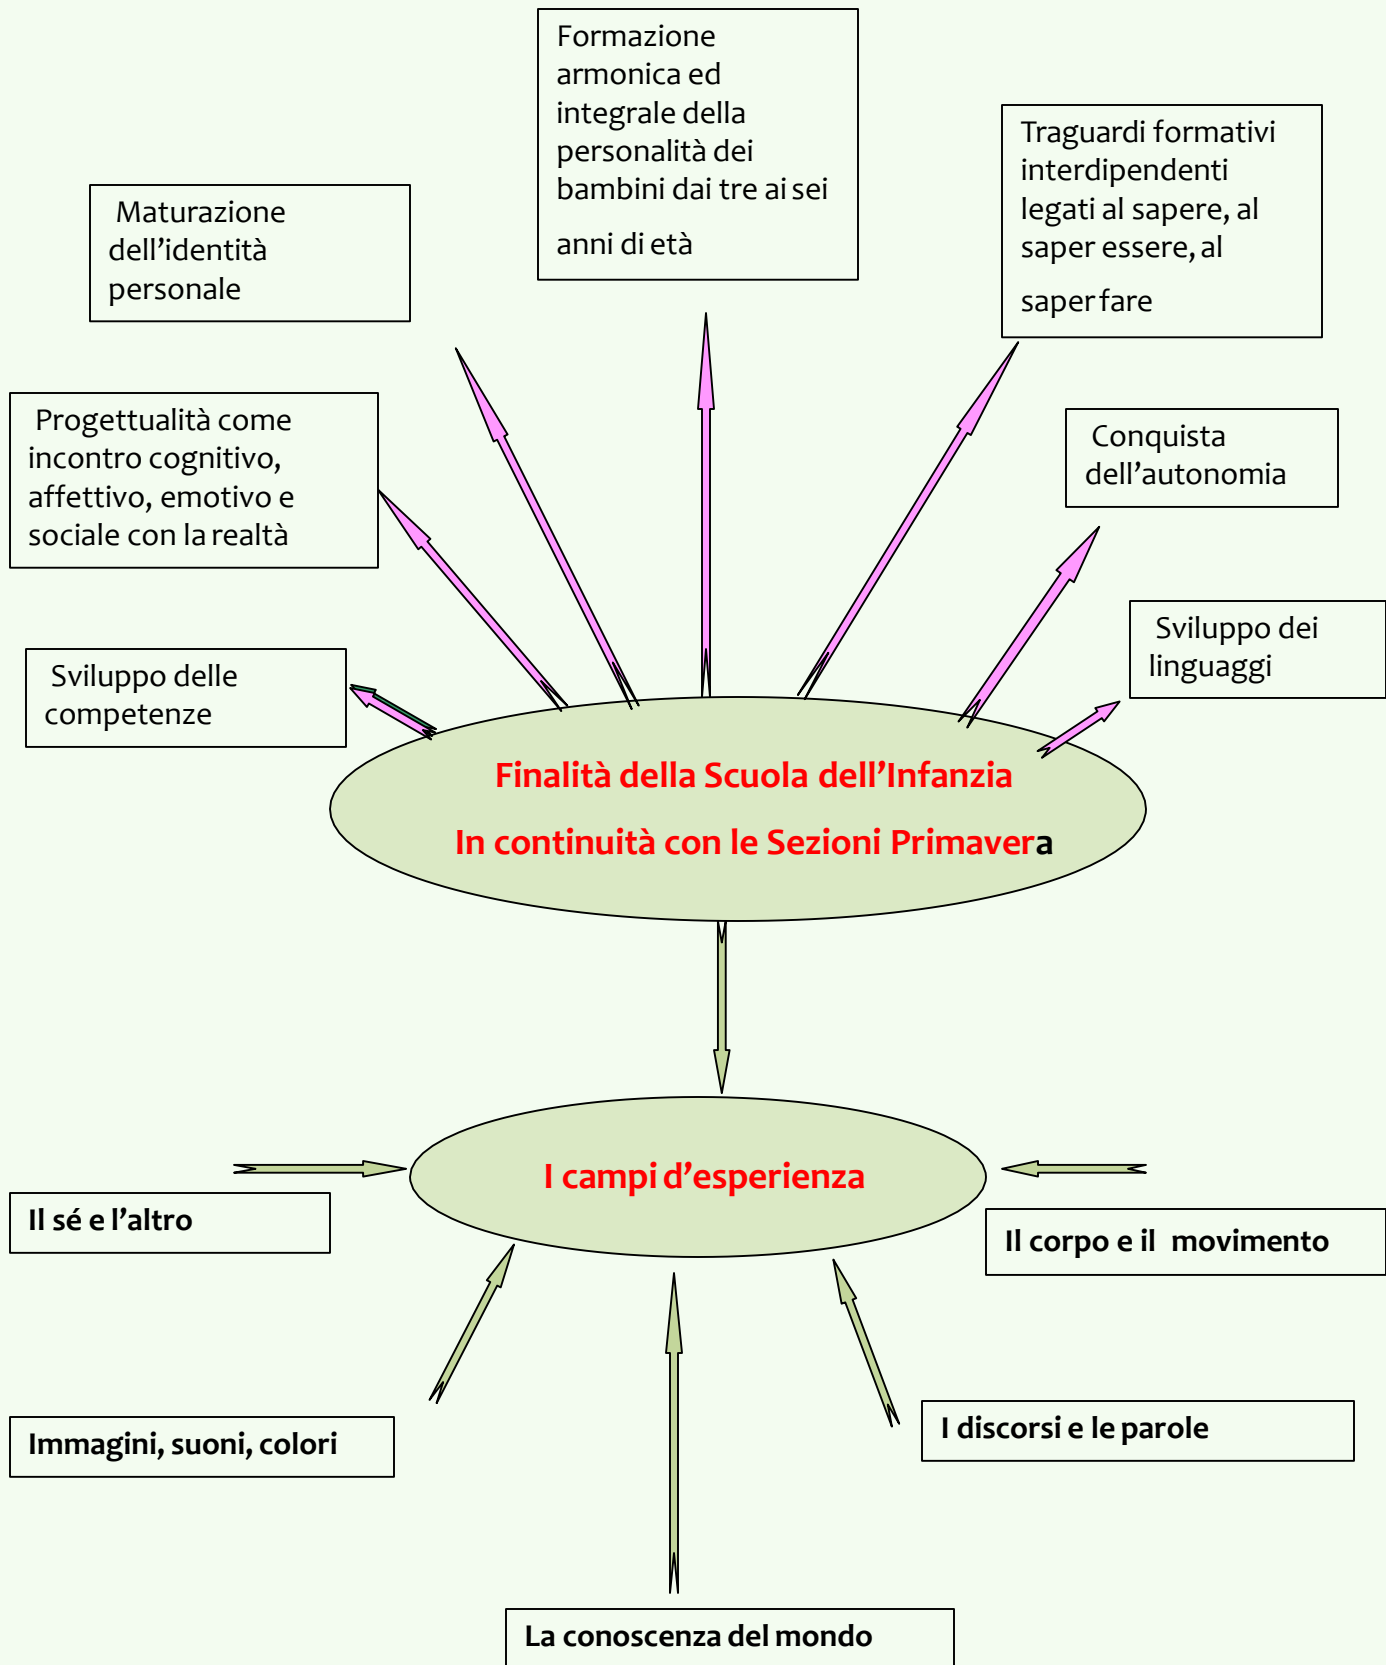 Formazione
armonica ed
integrale della
personalità dei
bambini dai tre ai sei
anni di età
Traguardi formativi
interdipendenti
legati al sapere, al
saper essere, al
saper fare
Maturazione
dell’identità
personale
Progettualità come
incontro cognitivo,
affettivo, emotivo e
sociale con la realtà
Conquista
dell’autonomia
Sviluppo delle
competenze
Sviluppo dei
linguaggi
Finalità della Scuola dell’Infanzia
In continuità con le Sezioni Primavera
I campi d’esperienza
Il sé e l’altro
Il corpo e il movimento
Immagini, suoni, colori
I discorsi e le parole
La conoscenza del mondo